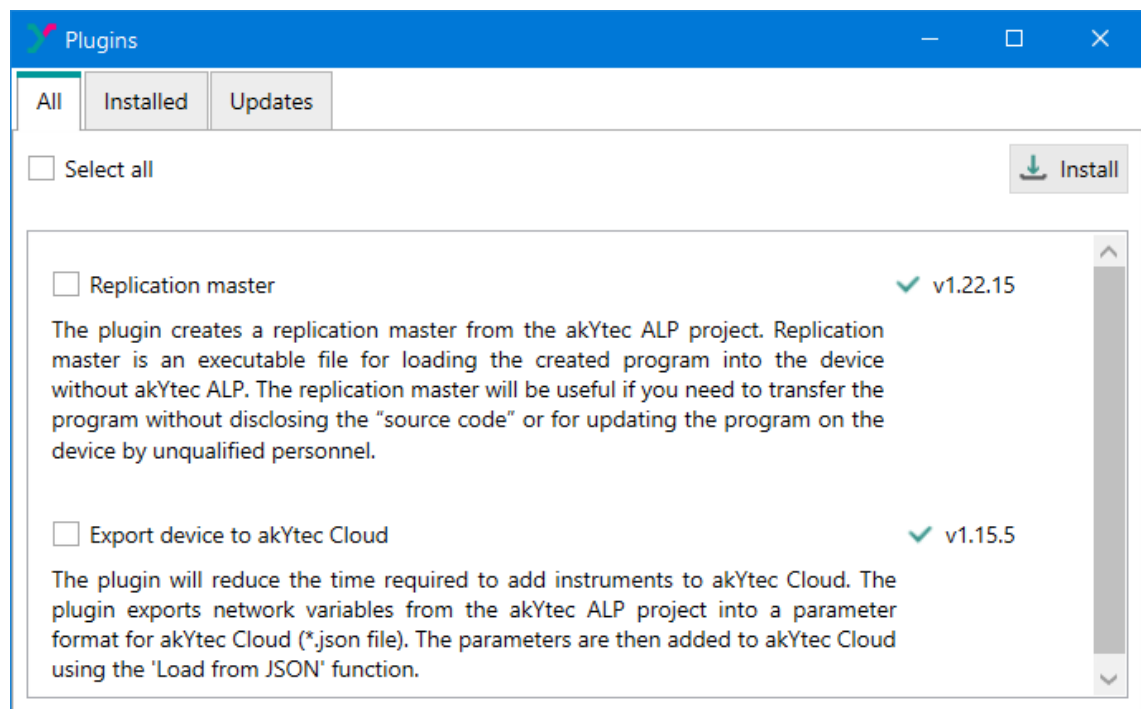 Plugins
All Installed Updates
Select all Install
Replication master v1.22.15
The plugin creates a replication master from the akYtec ALP project. Replication
master is an executable file for loading the created program into the device
without akYtec ALP. The replication master will be useful if you need to transfer the
program without disclosing the “source code” or for updating the program on the
device by unqualified personnel.
Export device to akYtec Cloud v1.15.5
The plugin will reduce the time required to add instruments to akYtec Cloud. The
plugin exports network variables from the akYtec ALP project into a parameter
format for akYtec Cloud (*.json file). The parameters are then added to akYtec Cloud
using the 'Load from JSON' function.